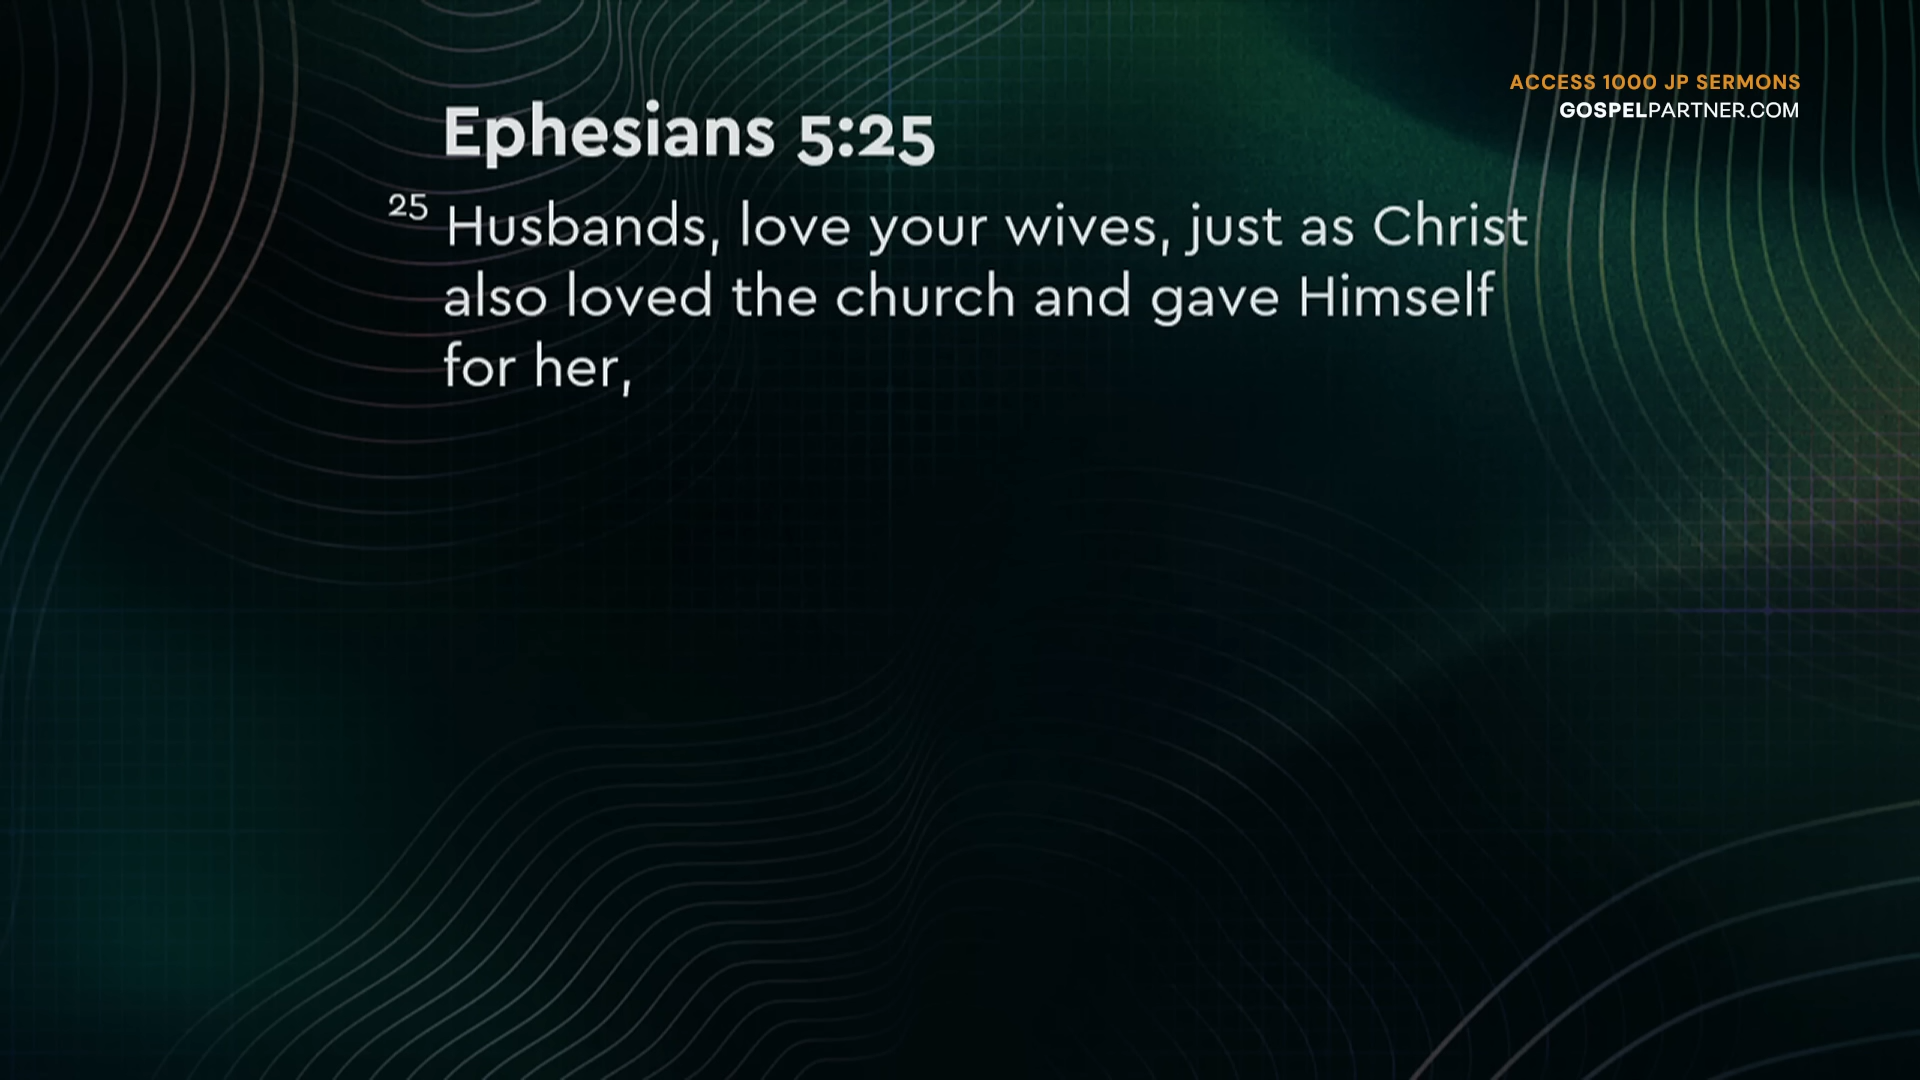 ACCESS 1000 JP SERMONS
GOSPELPARTNER.COM
Ephesians 5:25
25 Husbands, love your wives, just as Christ
also loved the church and gave Himself
for her,